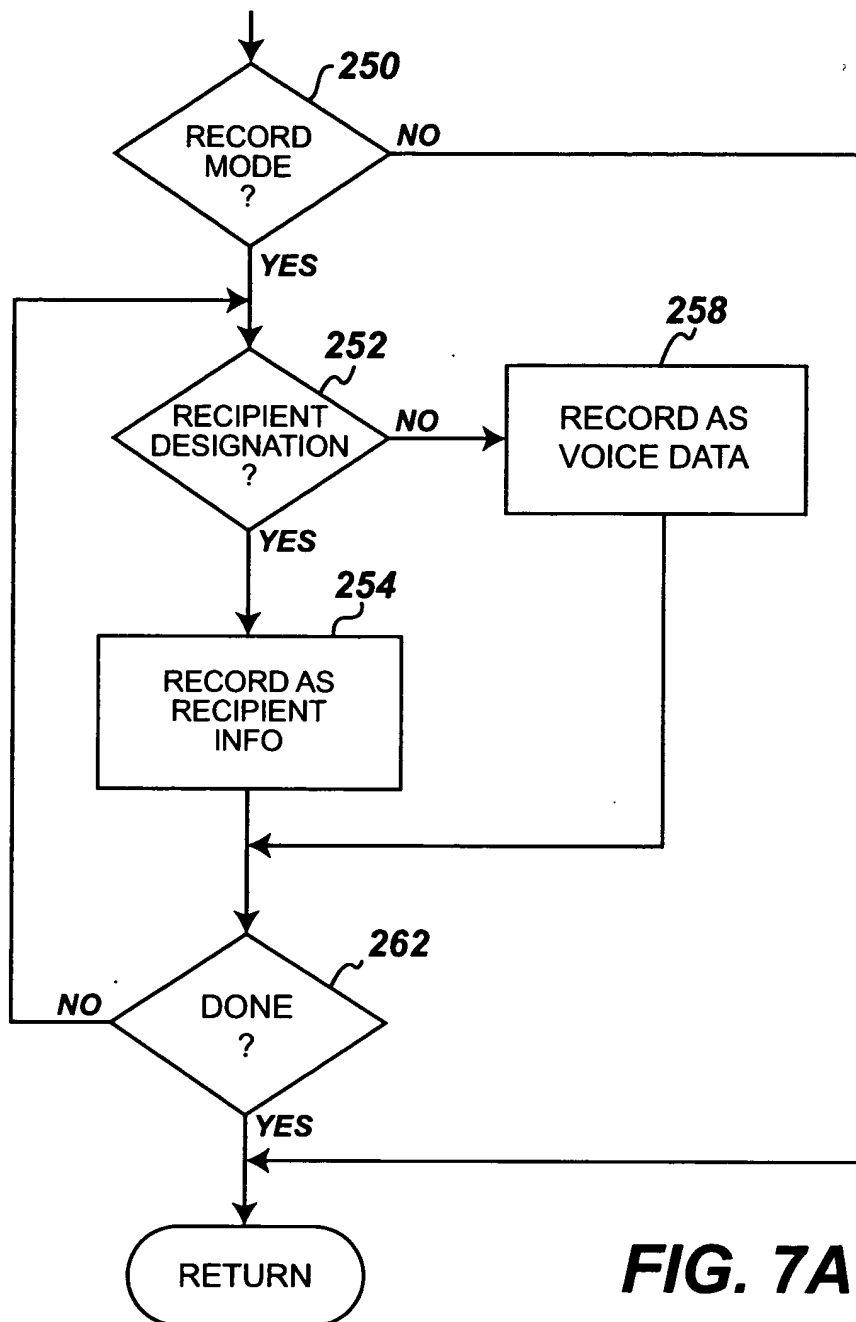 250
RECORD
MODE
?
NO
YES
252
RECIPIENT
DESIGNATION
?
NO
YES
258
RECORD AS
VOICE DATA
254
RECORD AS
RECIPIENT
INFO
262
DONE
?
NO
YES
RETURN
FIG. 7A